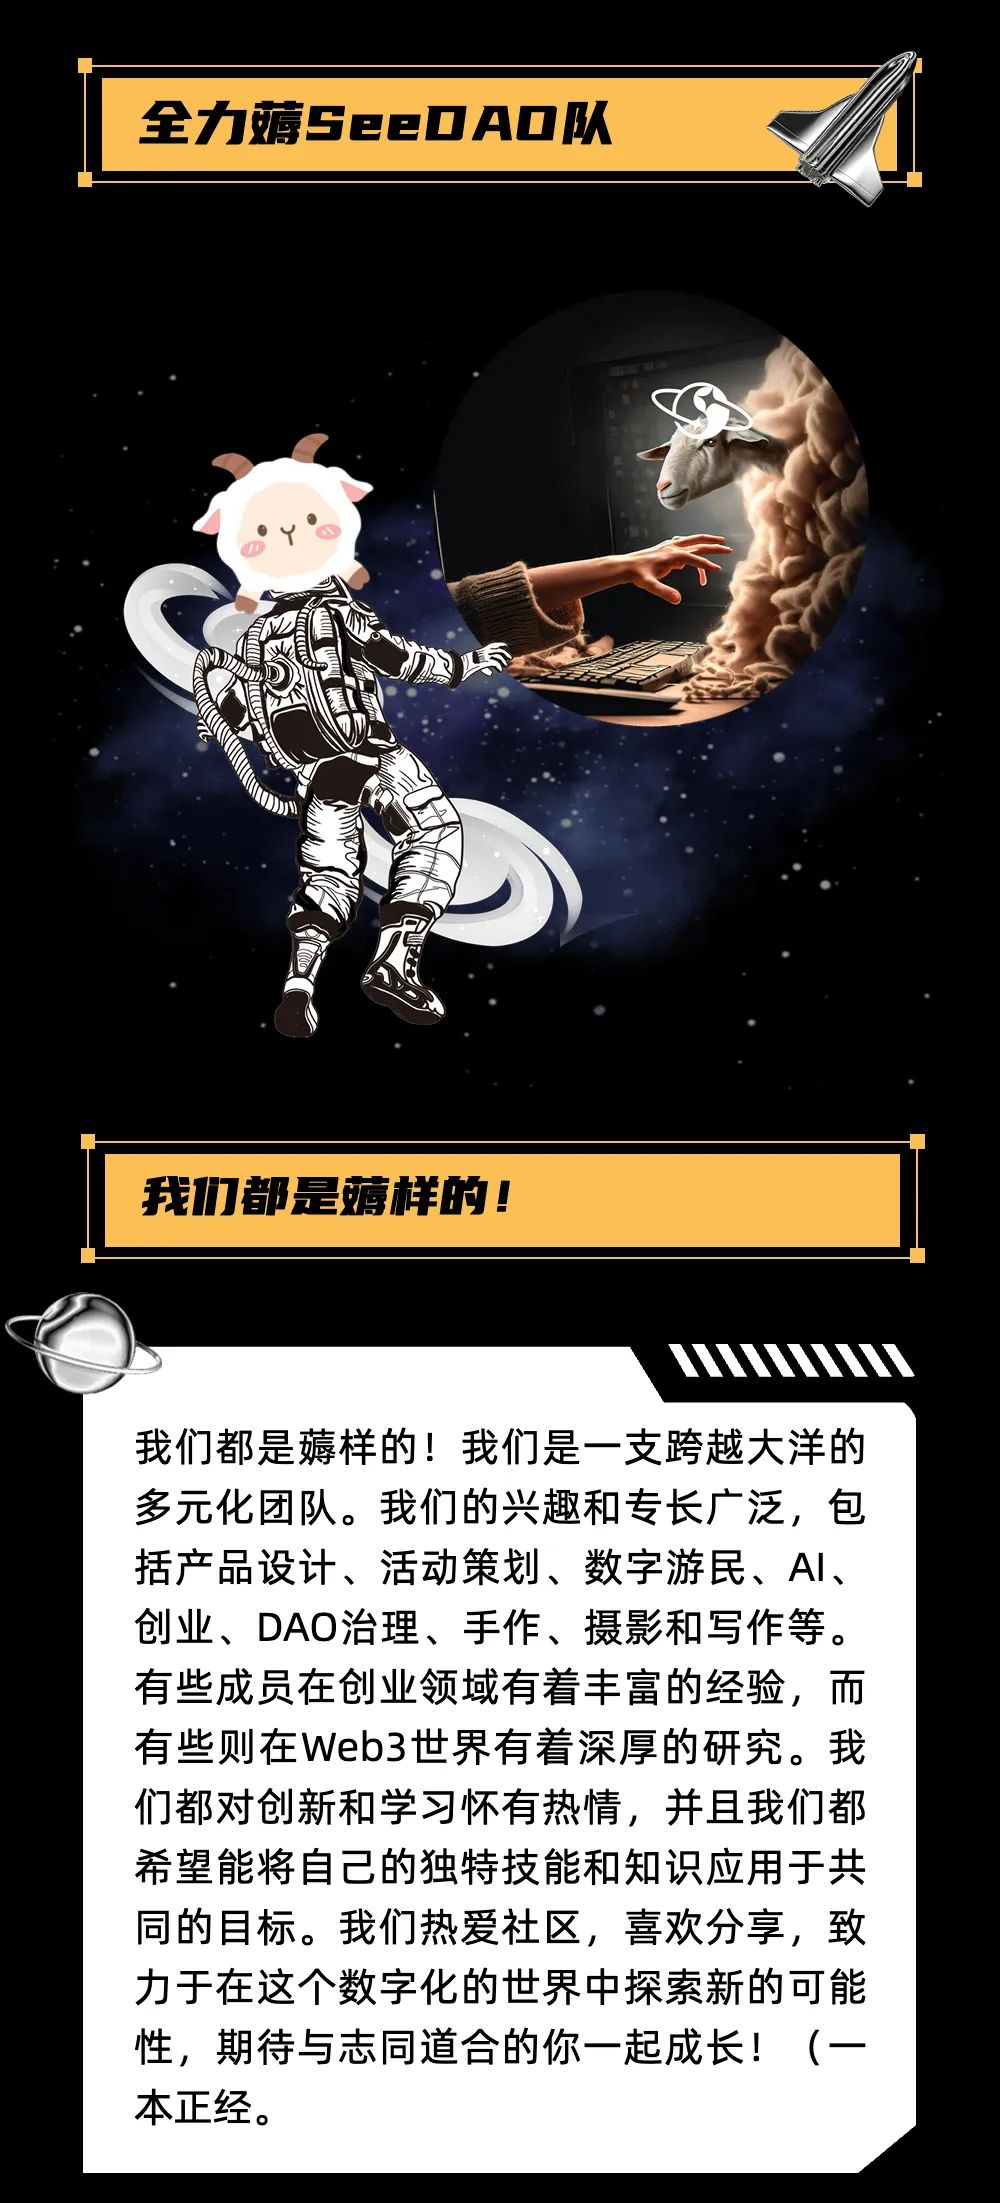 全力薅SeeDAO队
我们都是薅样的！
我们都是薅样的！我们是一支跨越大洋的
多元化团队。我们的兴趣和专长广泛，包
括产品设计、活动策划、数字游民、AI、
创业、DAO治理、手作、摄影和写作等。
有些成员在创业领域有着丰富的经验，而
有些则在Web3世界有着深厚的研究。我
们都对创新和学习怀有热情，并且我们都
希望能将自己的独特技能和知识应用于共
同的目标。我们热爱社区，喜欢分享，致
力于在这个数字化的世界中探索新的可能
性，期待与志同道合的你一起成长！（一
本正经。